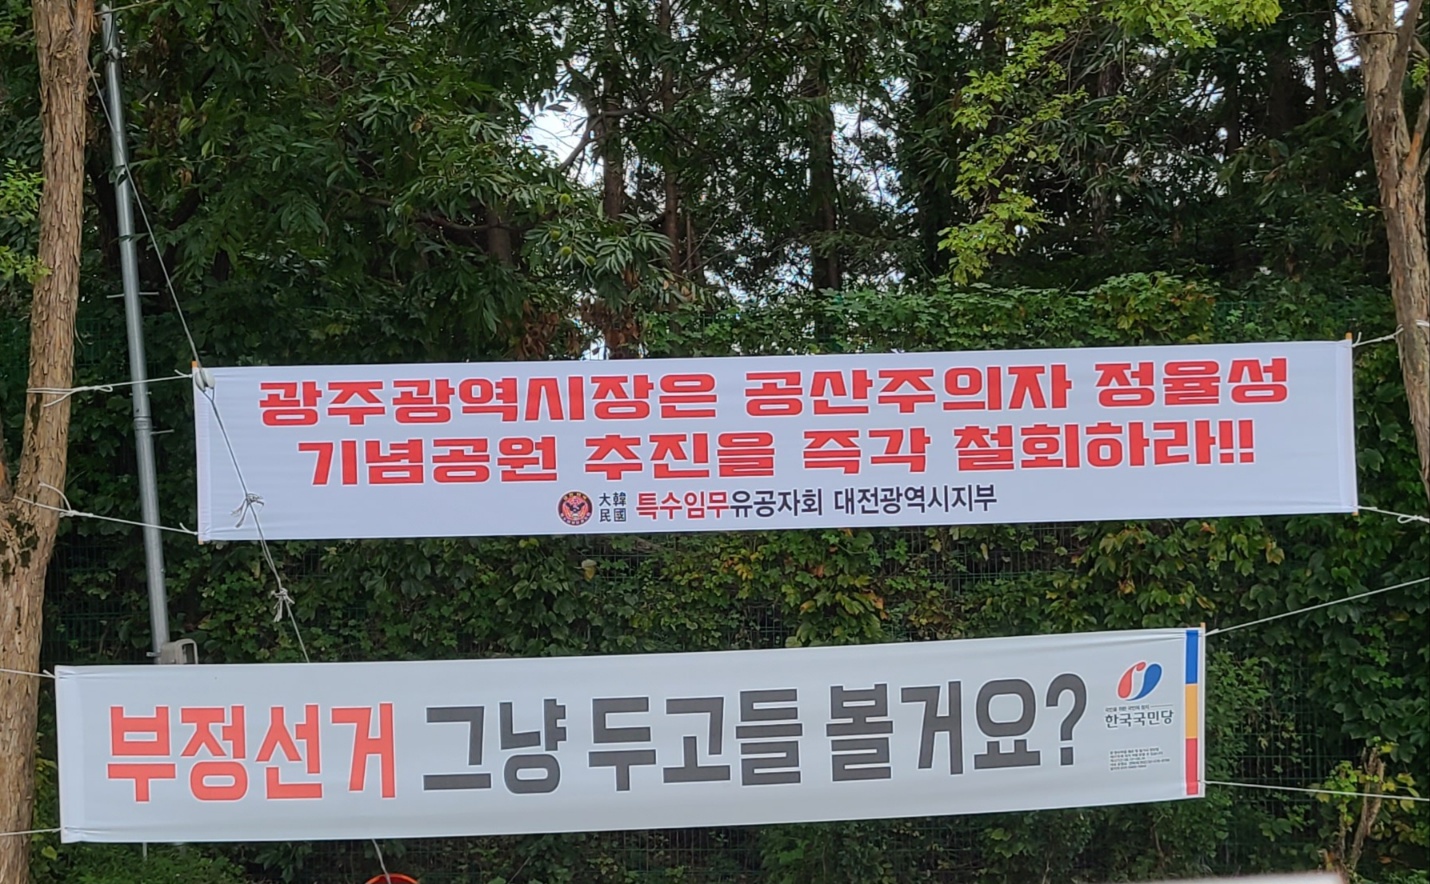 광주광역시장은 공산주의자 정율성
기념공원 추진을 즉각 철회하라!!
大韓
民國
특수임무유공자회 대전광역시지부
부정선거 그냥 두고들 볼거요?
한국국민당